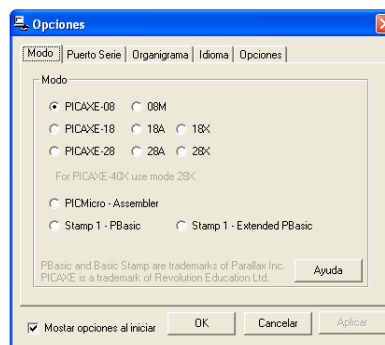 Opciones
Modo Puerto Serie Organigrama Idioma Opciones
Modo
PICAXE-08 08M
PICAXE-18 18A 18X
PICAXE-28 28A 28X
For PICAXE-40X use mode 28X
PICMicro - Assembler
Stamp 1 - PBasic Stamp 1 - Extended PBasic
PBasic and Basic Stamp are trademarks of Parallax Inc.
PICAXE is a trademark of Revolution Education Ltd.
Ayuda
Mostar opciones al iniciar OK Cancelar Aplicar